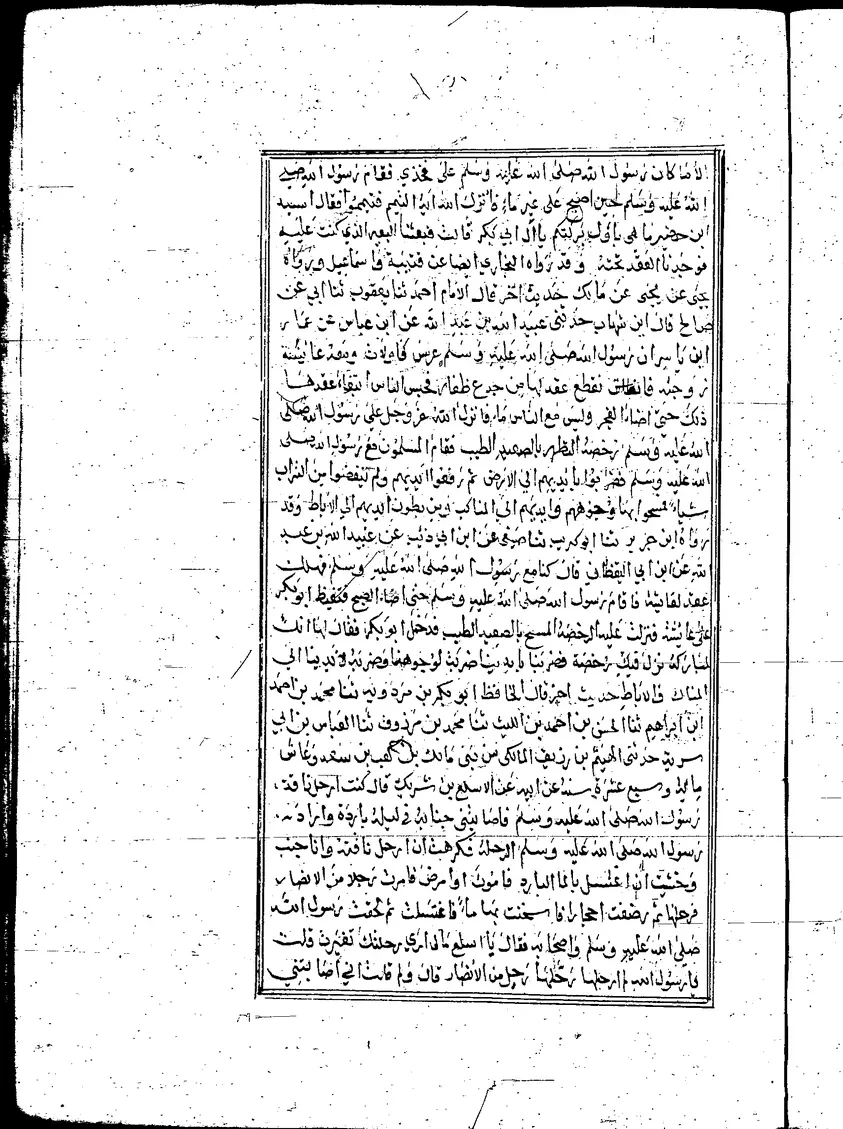 الا مكان رسول الله صلى الله عليه وسلم على فخذي فقام رسول الله صلى
الله عليه وسلم حين اصبح على غير ماء فانزل الله اية التيم فتيمموا فقال اسيد
ابن حضير ما هي باول بركتكم يا آل ابي بكر قالت فبعثنا البعير الذي كنت عليه
فوجدنا العقد تحته وقد رواه البخاري ايضا عن قتيبة واسماعيل ورواه
يحيى عن يحيى عن مالك حديث اخر قال الامام احمد ثنا يعقوب ثنا ابي عن
صالح قال ابن شهاب حدثني عبيد الله بن عبد الله عن ابن عباس عن عمار
ابن ياسر ان رسول الله صلى الله عليه وسلم عرس باولات ومعه عائشة
زوجته فانقطع عقد لها من جدع ظفار فحبس الناس ابتغاء عقدها
ذلك حتى اضاء الفجر وليس مع الناس ماء فانزل الله عز وجل على رسول الله صلى
الله عليه وسلم رخصة التطهر بالصعيد الطيب فقام المسلمون مع رسول الله صلى
الله عليه وسلم فضربوا بايديهم الى الارض ثم رفعوا ايديهم ولم ينفضوا من التراب
شياء فمسحوا بها وجوههم وايديهم الى المناكب ومن بطون ايديهم الى الاباط وقد
رواه ابن جرير ثنا ابو كريب ثنا صيفي عن ابن ابي ذئب عن عبيد الله بن عبد
الله عن ابن ابي اليقظان قال كنا مع رسول الله صلى الله عليه وسلم فهلك
عقد لعائشة فاقام رسول الله صلى الله عليه وسلم حتى اضاء الصبح فتغيظ ابو بكر
على عائشة فنزلت عليه الرخصة المسح بالصعيد الطيب فدخل ابو بكر فقال لها انك
لمباركة نزل فيك رخصة فضربنا بايدينا ضربة لوجوهنا وضربة لايدينا الى
المناكب والاباط حديث اخر قال الحافظ ابو بكر بن مردويه ثنا محمد بن احمد
ابن ابراهيم ثنا الحسن بن احمد بن الليث ثنا محمد بن مرزوق ثنا العباس بن ابي
سرية حدثني الهيثم بن رزيق المالكي من بني مالك بن كعب بن سعد وعاش
ماية وسبع عشرة سنة عن ابيه عن الاسلع بن شريك قال كنت ارحل ناقة
رسول الله صلى الله عليه وسلم فاصابتني جنابة في ليلة باردة واراد
رسول الله صلى الله عليه وسلم الرحلة فكرهت ان ارحل ناقة وانا جنب
وخشيت ان اغتسل بالما البارد فاموت او امرض فامرت رجلا من الانصار
فرحلها ثم رضفت احجارا فاسخنت بها ماء فاغتسلت ثم لحقت رسول الله
صلى الله عليه وسلم واصحابه فقال يا اسلع مالي ارى رحلتك تغيرت قلت
يا رسول الله لم ارحلها رحلها رجل من الانصار قال ولم قلت اني اصابتني